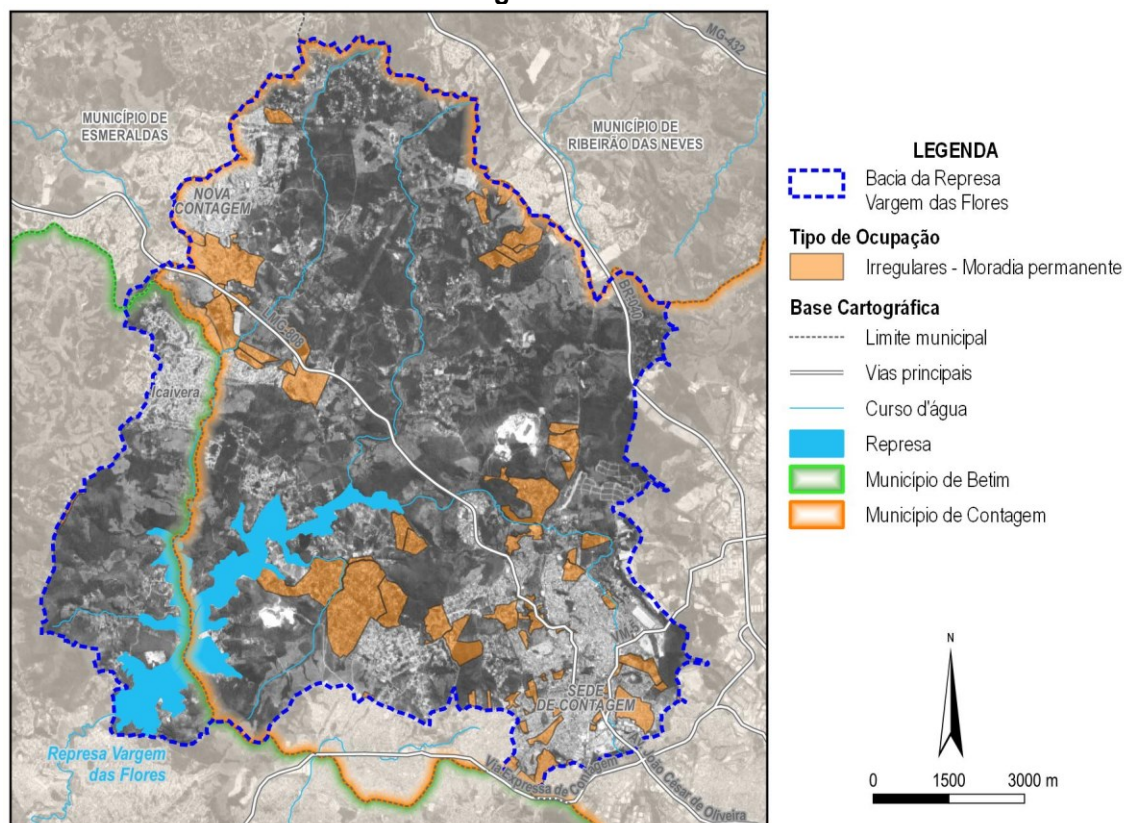 MG-432
MUNICÍPIO DE
ESMERALDAS
MUNICÍPIO DE
RIBEIRÃO DAS NEVES
NOVA
CONTAGEM
BR-040
Icaivera
VM-5
SEDE
DE CONTAGEM
Represa Vargem
das Flores
Via Expressa de Contagem
Av. João César de Oliveira
LEGENDA
Bacia da Represa
Vargem das Flores
Tipo de Ocupação
Irregulares - Moradia permanente
Base Cartográfica
Limite municipal
Vias principais
Curso d'água
Represa
Município de Betim
Município de Contagem
N
0 1500 3000 m